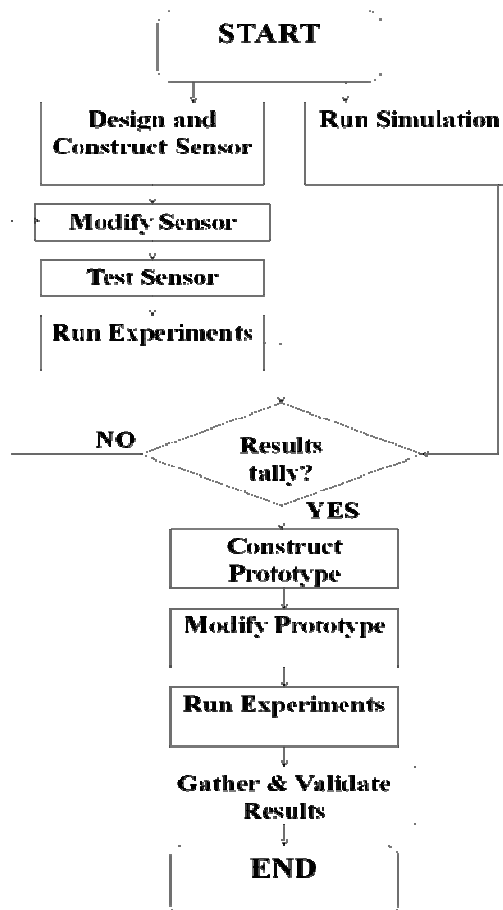 START
Design and
Construct Sensor
Run Simulation
Modify Sensor
Test Sensor
Run Experiments
NO
Results
tally?
YES
Construct
Prototype
Modify Prototype
Run Experiments
Gather & Validate
Results
END